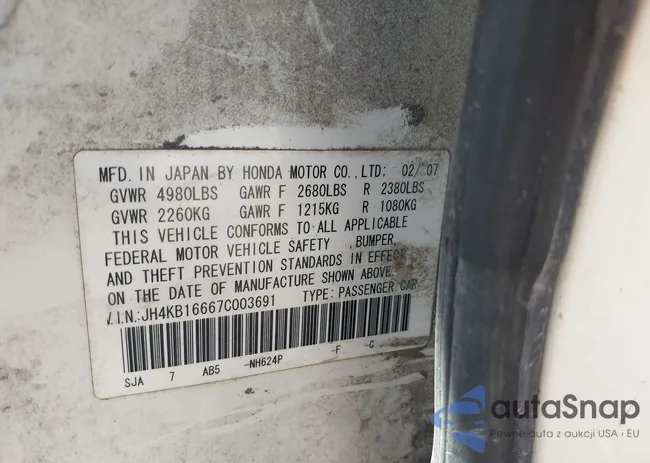 MFD. IN JAPAN BY HONDA MOTOR CO.,LTD: 02/'07
GVWR 4980LBS GAWR F 2680LBS R 2380LBS
GVWR 2260KG GAWR F 1215KG R 1080KG
THIS VEHICLE CONFORMS TO ALL APPLICABLE
FEDERAL MOTOR VEHICLE SAFETY ,BUMPER,
AND THEFT PREVENTION STANDARDS IN EFFECT
ON THE DATE OF MANUFACTURE SHOWN ABOVE.
V.I.N.:JH4KB16667C003691 TYPE: PASSENGER CAR
SJA 7 AB5 -NH624P -F -C
autaSnap
Pewne auta z aukcji USA i EU